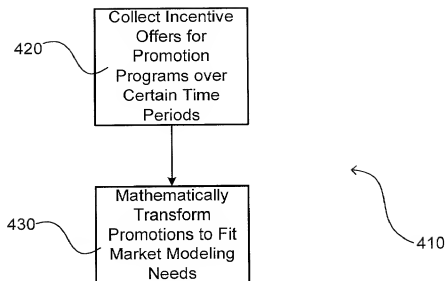 Collect Incentive
Offers for
Promotion
Programs over
Certain Time
Periods
420
Mathematically
Transform
Promotions to Fit
Market Modeling
Needs
430
410